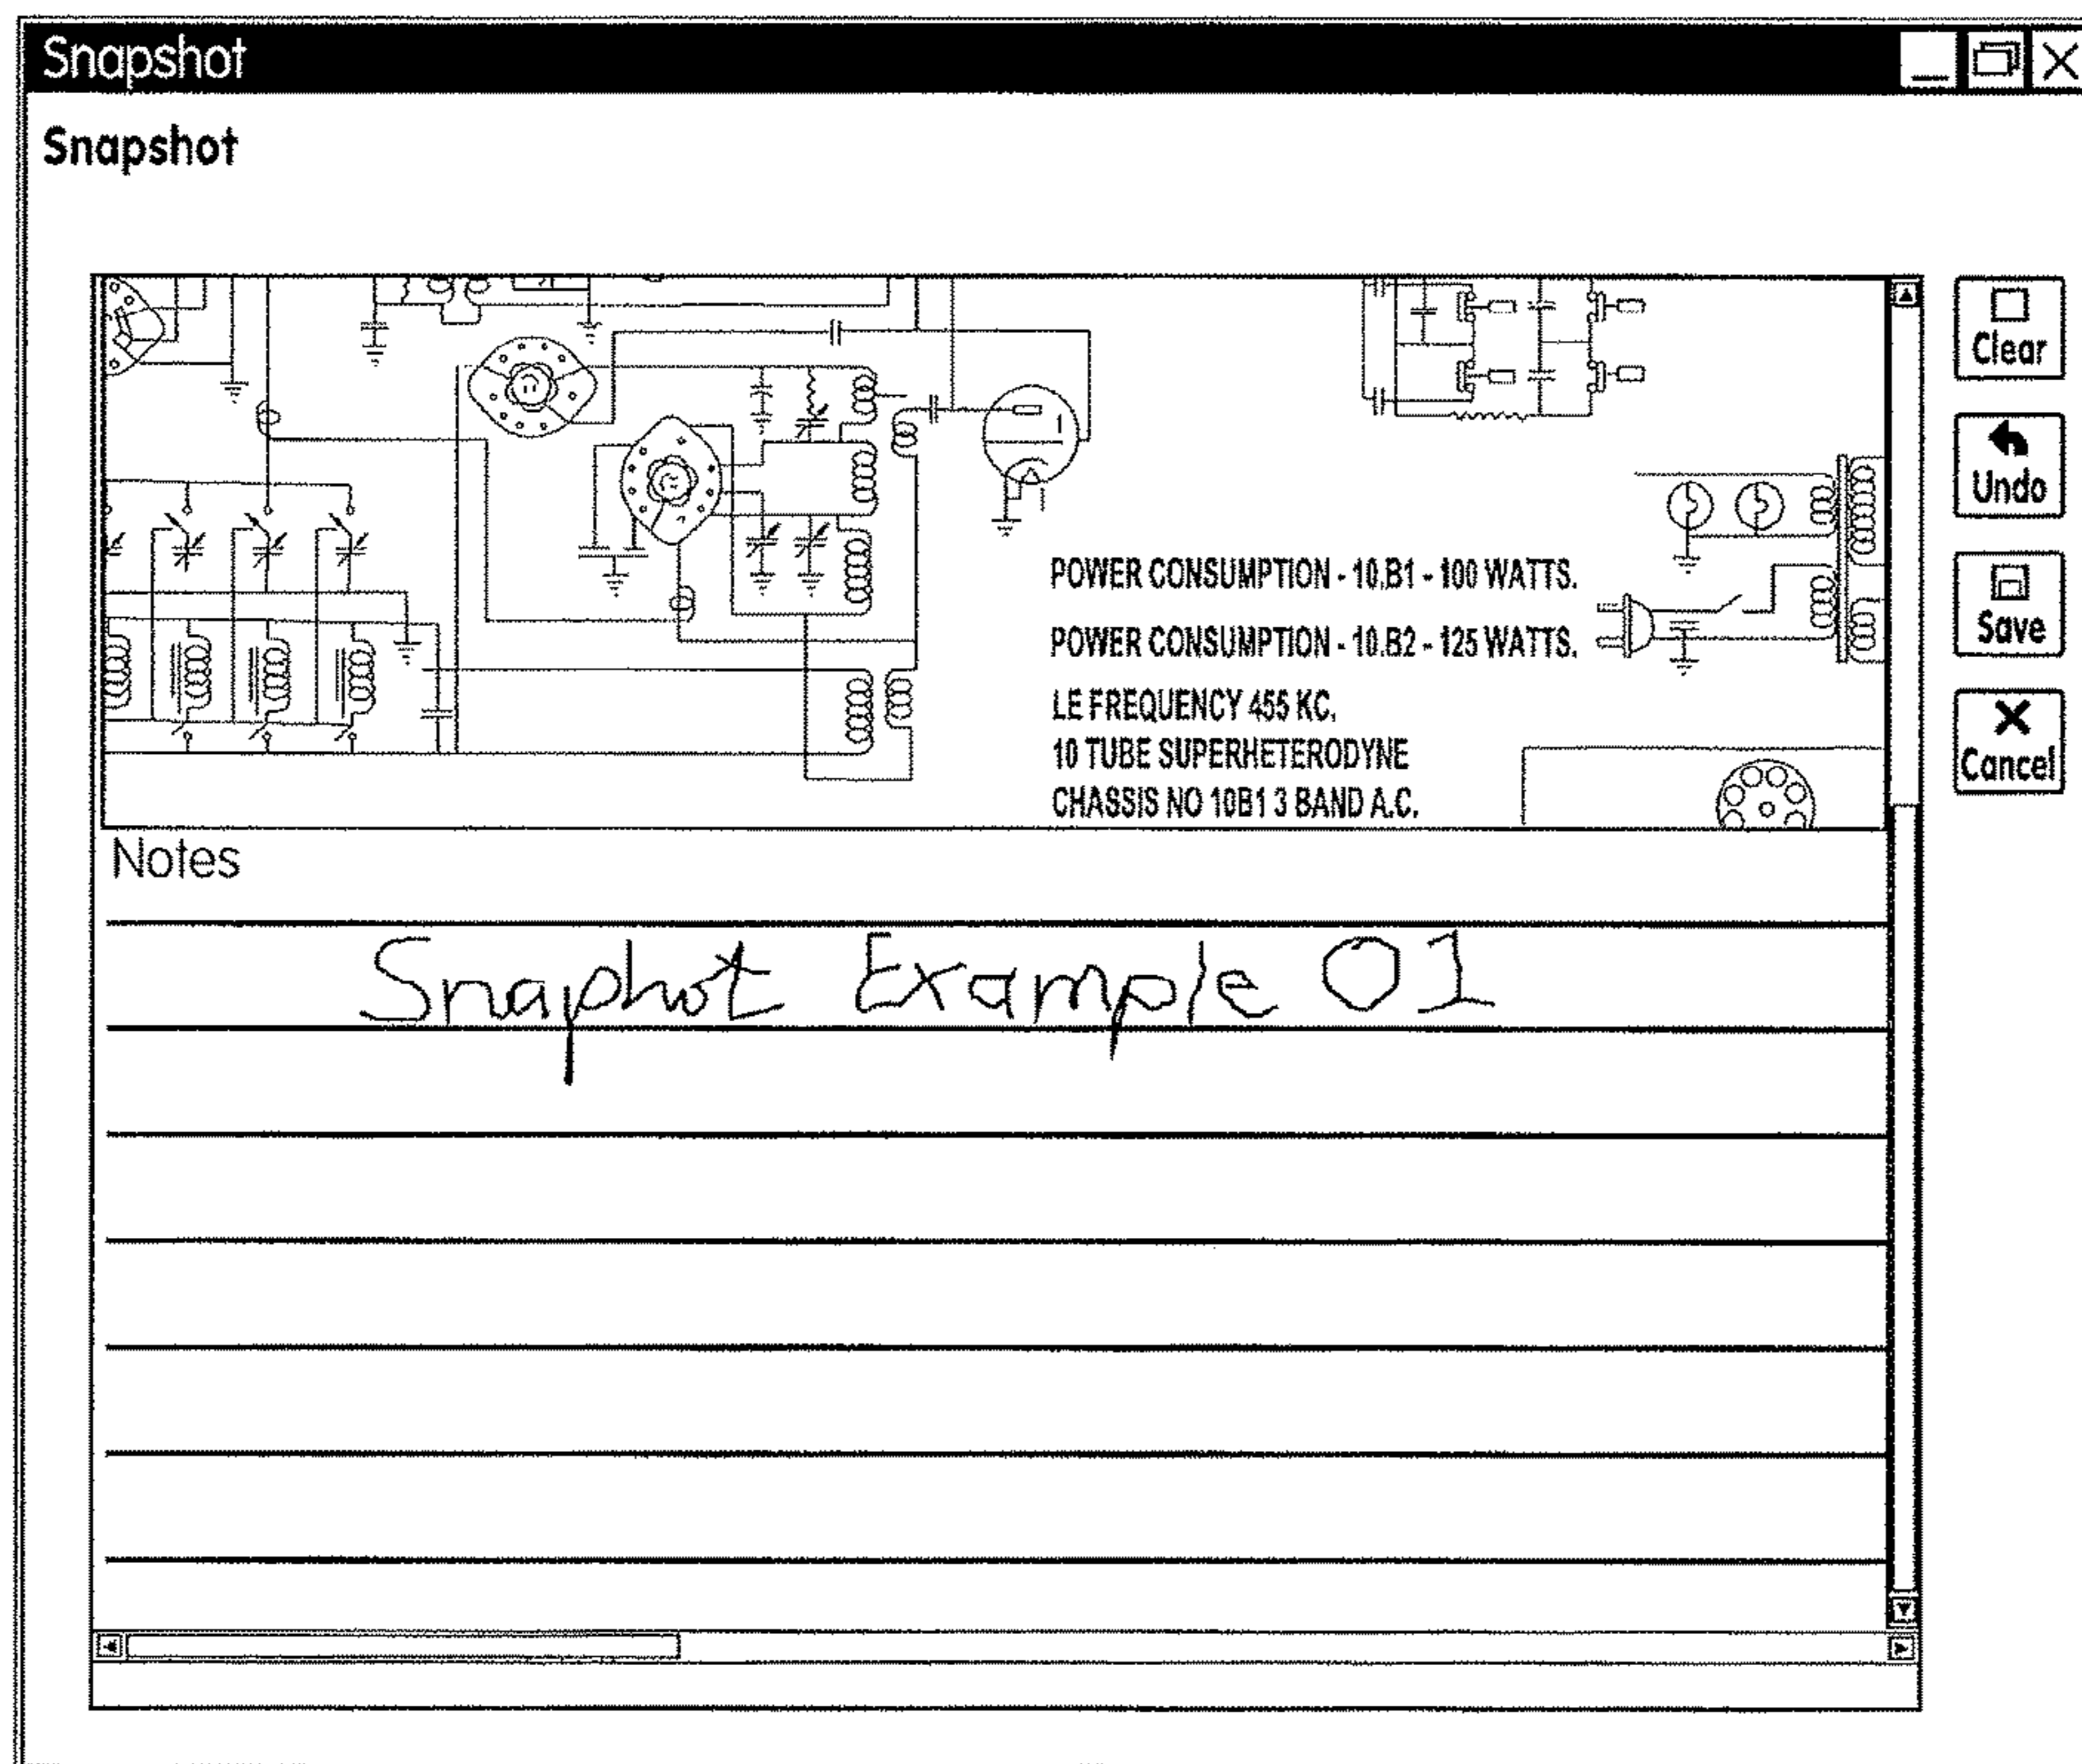 Snapshot
Snapshot
Clear
Undo
Save
Cancel
1
POWER CONSUMPTION - 10.B1 - 100 WATTS.
POWER CONSUMPTION - 10.B2 - 125 WATTS.
LE FREQUENCY 455 KC.
10 TUBE SUPERHETERODYNE
CHASSIS NO 10B1 3 BAND A.C.
Notes
Snaphot Example 01